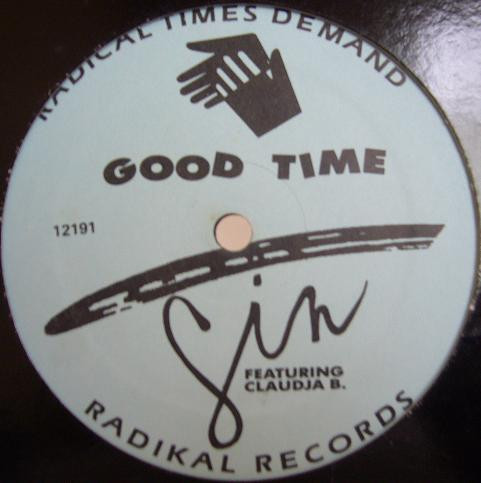 RADICAL TIMES DEMAND
GOOD TIME
12191
Sin
FEATURING
CLAUDJA B.
RADIKAL RECORDS